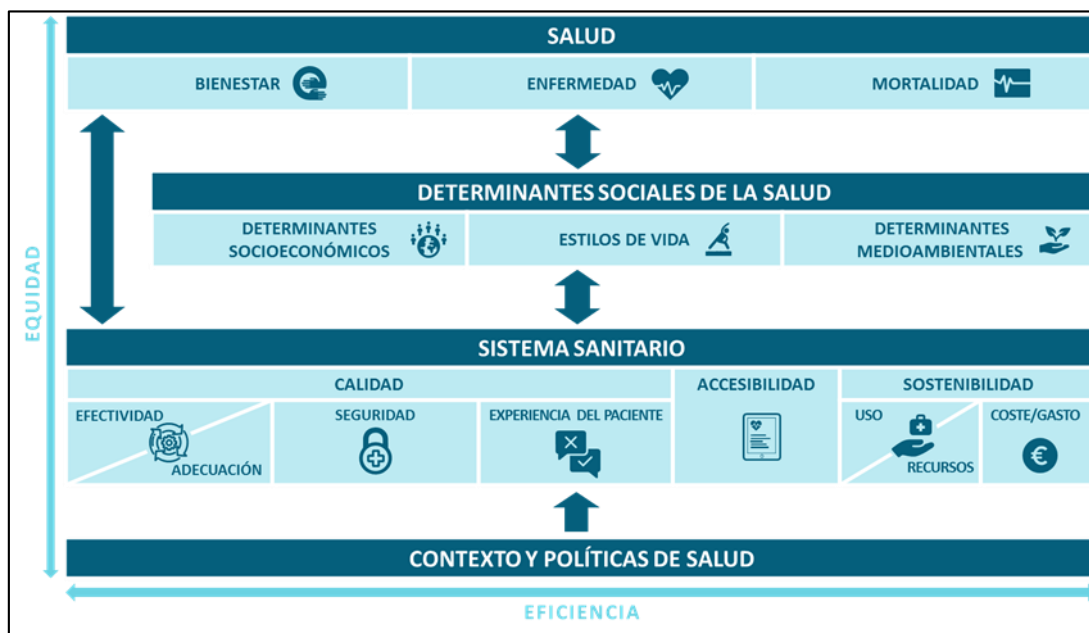 SALUD
BIENESTAR
ENFERMEDAD
MORTALIDAD
DETERMINANTES SOCIALES DE LA SALUD
DETERMINANTES
SOCIOECONÓMICOS
ESTILOS DE VIDA
DETERMINANTES
MEDIOAMBIENTALES
EQUIDAD
SISTEMA SANITARIO
CALIDAD
ACCESIBILIDAD
SOSTENIBILIDAD
EFECTIVIDAD
ADECUACIÓN
SEGURIDAD
EXPERIENCIA DEL PACIENTE
USO
RECURSOS
COSTE/GASTO
€
CONTEXTO Y POLÍTICAS DE SALUD
EFICIENCIA